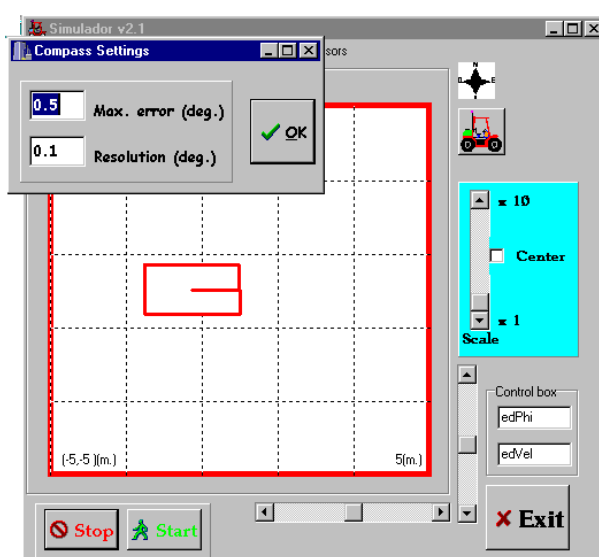 Simulador v2.1
Compass Settings
sors
0.5 Max. error (deg.)
0.1 Resolution (deg.)
OK
N
x 10
Center
x 1
Scale
Control box
edPhi
edVel
(-5,-5 )(m.)
5(m.)
Stop
Start
Exit